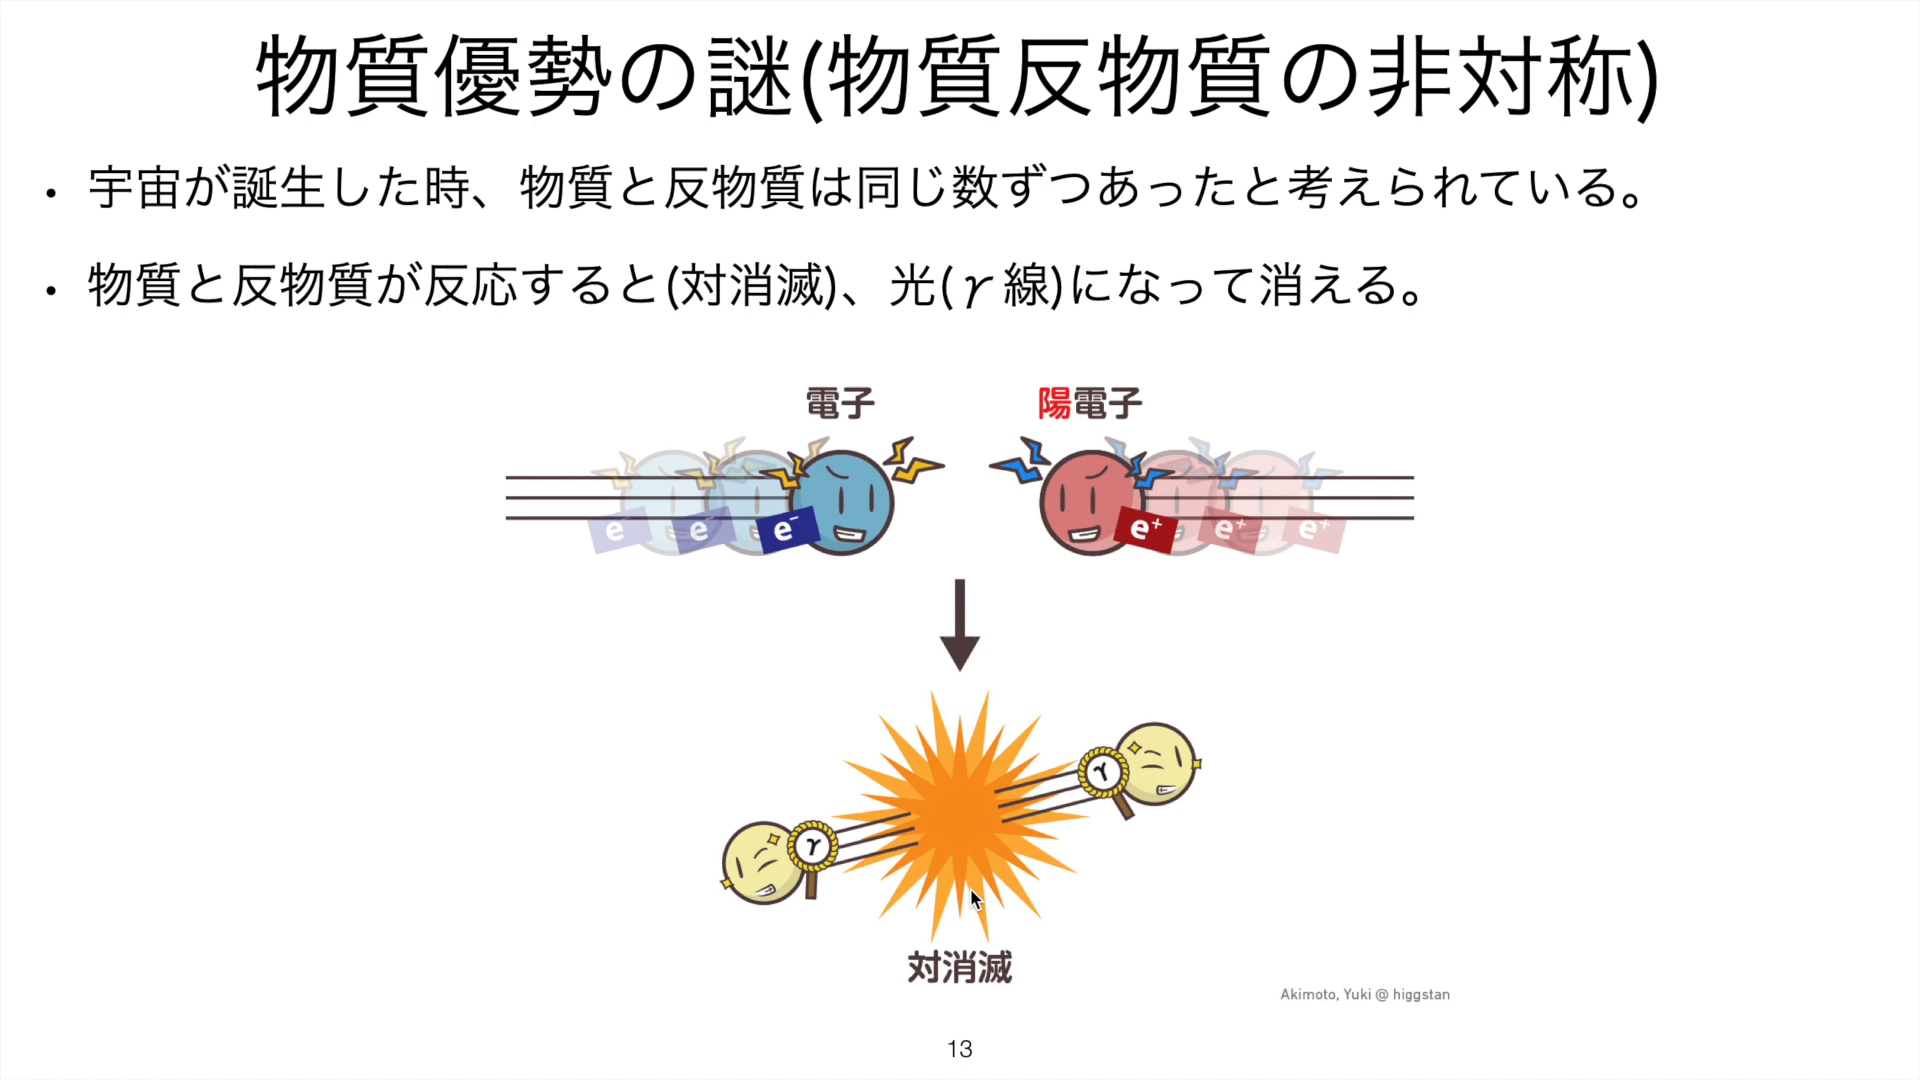 物質優勢の謎(物質反物質の非対称)
• 宇宙が誕生した時、物質と反物質は同じ数ずつあったと考えられている。
• 物質と反物質が反応すると(対消滅)、光(γ線)になって消える。
電子 陽電子
e⁻ e⁻ e⁻ e⁺ e⁺ e⁺
γ
γ
対消滅
Akimoto, Yuki @ higgstan
13